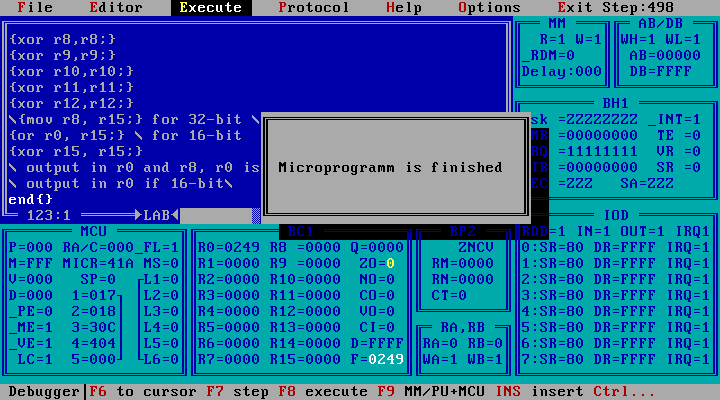 File Editor Execute Protocol Help Options Exit Step:498
{xor r8,r8;}
{xor r9,r9;}
{xor r10,r10;}
{xor r11,r11;}
{xor r12,r12;}
\{mov r8, r15;} for 32-bit \
{or r0, r15;} \ for 16-bit
{xor r15, r15;}
\ output in r0 and r8, r0 is
\ output in r0 if 16-bit\
end{}
123:1 LAB
Microprogramm is finished
MM
R=1 W=1
_RDM=0
Delay:000
AB/DB
WH=1 WL=1
AB=00000
DB=FFFF
BH1
sk =ZZZZZZZZ _INT=1
=00000000 TE =0
=11111111 VR =0
=00000000 SR =0
=ZZZ SA=ZZZ
MCU
P=000 RA/C=000 _FL=1
M=FFF MICR=41A MS=0
V=000 SP=0 L1=0
D=000 1=017 L2=0
_PE=0 2=018 L3=0
_ME=1 3=30C L4=0
_VE=1 4=404 L5=0
_LC=1 5=000 L6=0
RC1
R0=0249 R8 =0000 Q=0000
R1=0000 R9 =0000 ZO=0
R2=0000 R10=0000 NO=0
R3=0000 R11=0000 CO=0
R4=0000 R12=0000 VO=0
R5=0000 R13=0000 CI=0
R6=0000 R14=0000 D=FFFF
R7=0000 R15=0000 F=0249
RP2
ZNCV
RM=0000
RN=0000
CT=0
RA,RB
RA=0 RB=0
WA=1 WB=1
IOD
RDD=1 IN=1 OUT=1 IRQ1
0:SR=80 DR=FFFF IRQ=1
1:SR=80 DR=FFFF IRQ=1
2:SR=80 DR=FFFF IRQ=1
3:SR=80 DR=FFFF IRQ=1
4:SR=80 DR=FFFF IRQ=1
5:SR=80 DR=FFFF IRQ=1
6:SR=80 DR=FFFF IRQ=1
7:SR=80 DR=FFFF IRQ=1
Debugger F6 to cursor F7 step F8 execute F9 MM/PU+MCU INS insert Ctrl...